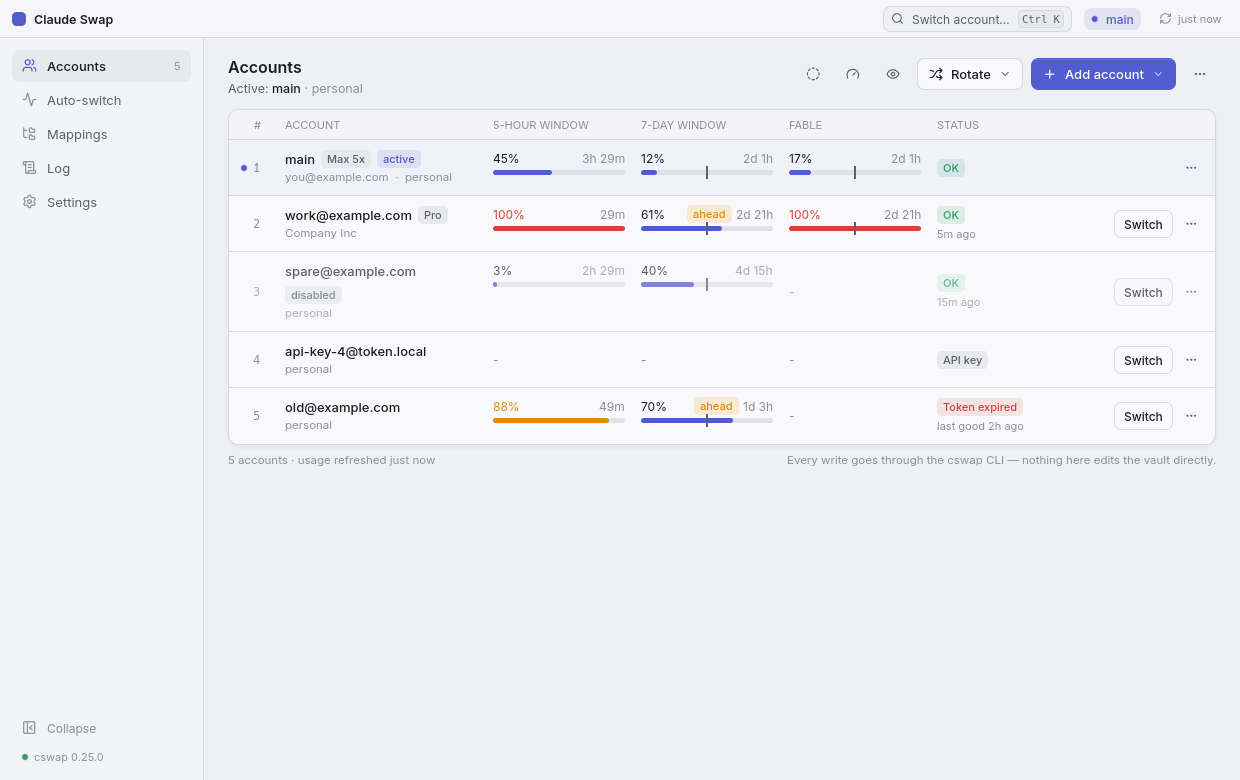 Claude Swap
Switch account... Ctrl K
main
just now
Accounts 5
Auto-switch
Mappings
Log
Settings
Collapse
cswap 0.25.0
Accounts
Active: main · personal
Rotate
Add account
# ACCOUNT 5-HOUR WINDOW 7-DAY WINDOW FABLE STATUS
1 main Max 5x active 45% 3h 29m 12% 2d 1h 17% 2d 1h OK
you@example.com · personal
2 work@example.com Pro 100% 29m 61% ahead 2d 21h 100% 2d 21h OK Switch
Company Inc 5m ago
3 spare@example.com 3% 2h 29m 40% 4d 15h - OK Switch
disabled
personal 15m ago
4 api-key-4@token.local - - - API key Switch
personal
5 old@example.com 88% 49m 70% ahead 1d 3h - Token expired Switch
personal last good 2h ago
5 accounts · usage refreshed just now
Every write goes through the cswap CLI — nothing here edits the vault directly.